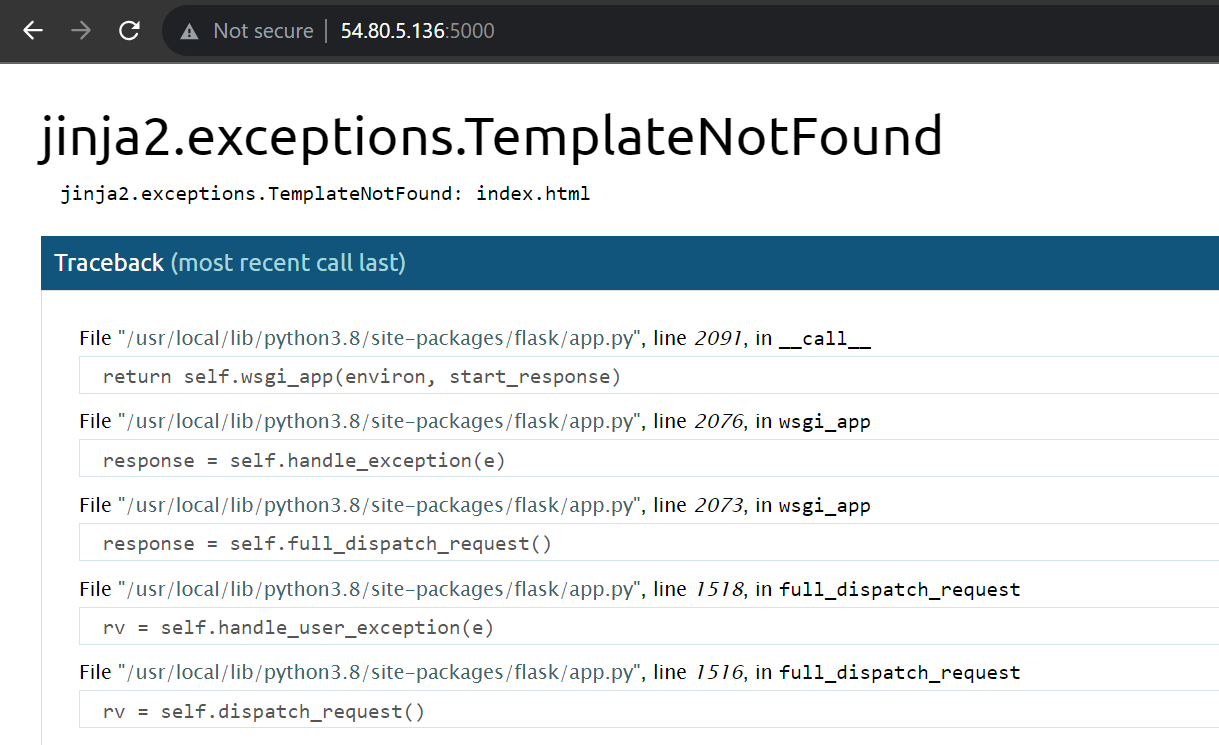 Not secure | 54.80.5.136:5000
jinja2.exceptions.TemplateNotFound
jinja2.exceptions.TemplateNotFound: index.html
Traceback (most recent call last)
File "/usr/local/lib/python3.8/site-packages/flask/app.py", line 2091, in __call__
return self.wsgi_app(environ, start_response)
File "/usr/local/lib/python3.8/site-packages/flask/app.py", line 2076, in wsgi_app
response = self.handle_exception(e)
File "/usr/local/lib/python3.8/site-packages/flask/app.py", line 2073, in wsgi_app
response = self.full_dispatch_request()
File "/usr/local/lib/python3.8/site-packages/flask/app.py", line 1518, in full_dispatch_request
rv = self.handle_user_exception(e)
File "/usr/local/lib/python3.8/site-packages/flask/app.py", line 1516, in full_dispatch_request
rv = self.dispatch_request()